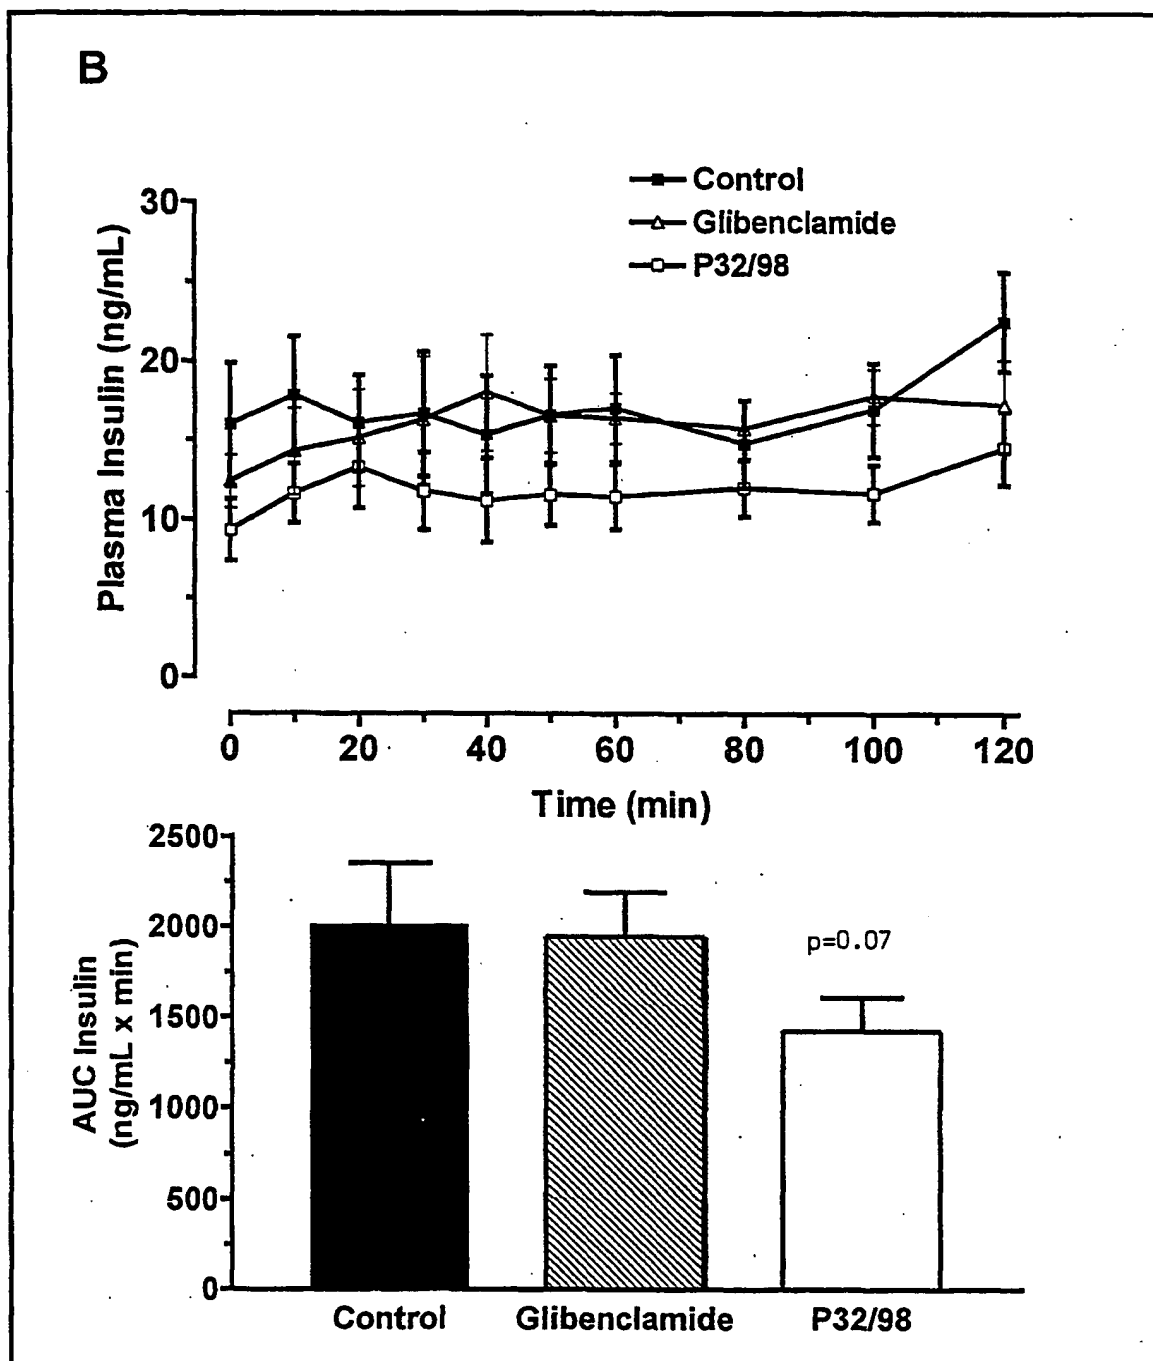 B
Control
Glibenclamide
P32/98
Plasma Insulin (ng/mL)
30
20
10
0
0 20 40 60 80 100 120
Time (min)
AUC Insulin
(ng/mL x min)
2500
2000
1500
1000
500
0
p=0.07
Control Glibenclamide P32/98